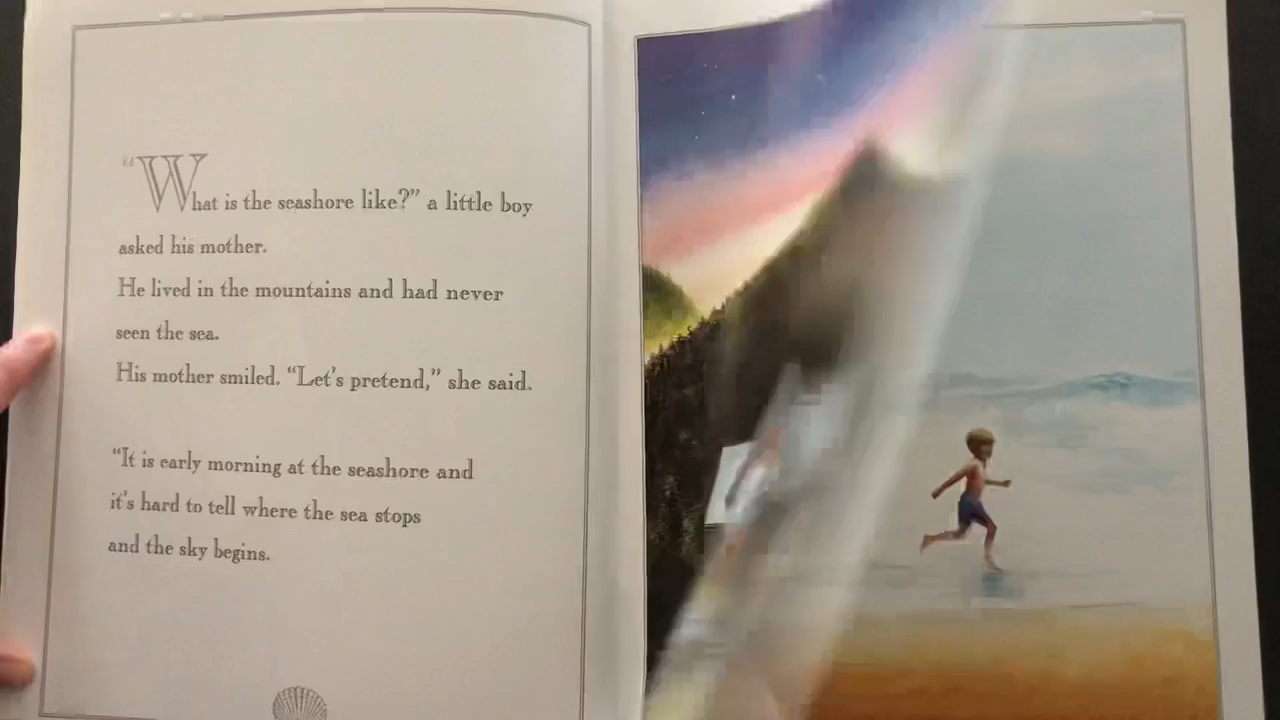 “What is the seashore like?” a little boy
asked his mother.
He lived in the mountains and had never
seen the sea.
His mother smiled. “Let's pretend,” she said.
“It is early morning at the seashore and
it's hard to tell where the sea stops
and the sky begins.